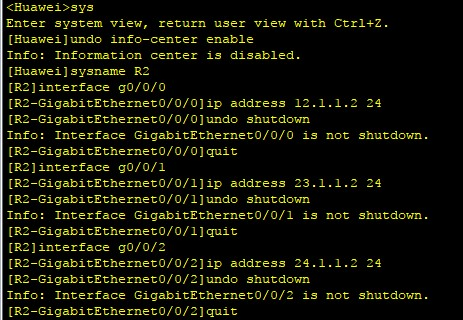 <Huawei>sys
Enter system view, return user view with Ctrl+Z.
[Huawei]undo info-center enable
Info: Information center is disabled.
[Huawei]sysname R2
[R2]interface g0/0/0
[R2-GigabitEthernet0/0/0]ip address 12.1.1.2 24
[R2-GigabitEthernet0/0/0]undo shutdown
Info: Interface GigabitEthernet0/0/0 is not shutdown.
[R2-GigabitEthernet0/0/0]quit
[R2]interface g0/0/1
[R2-GigabitEthernet0/0/1]ip address 23.1.1.2 24
[R2-GigabitEthernet0/0/1]undo shutdown
Info: Interface GigabitEthernet0/0/1 is not shutdown.
[R2-GigabitEthernet0/0/1]quit
[R2]interface g0/0/2
[R2-GigabitEthernet0/0/2]ip address 24.1.1.2 24
[R2-GigabitEthernet0/0/2]undo shutdown
Info: Interface GigabitEthernet0/0/2 is not shutdown.
[R2-GigabitEthernet0/0/2]quit